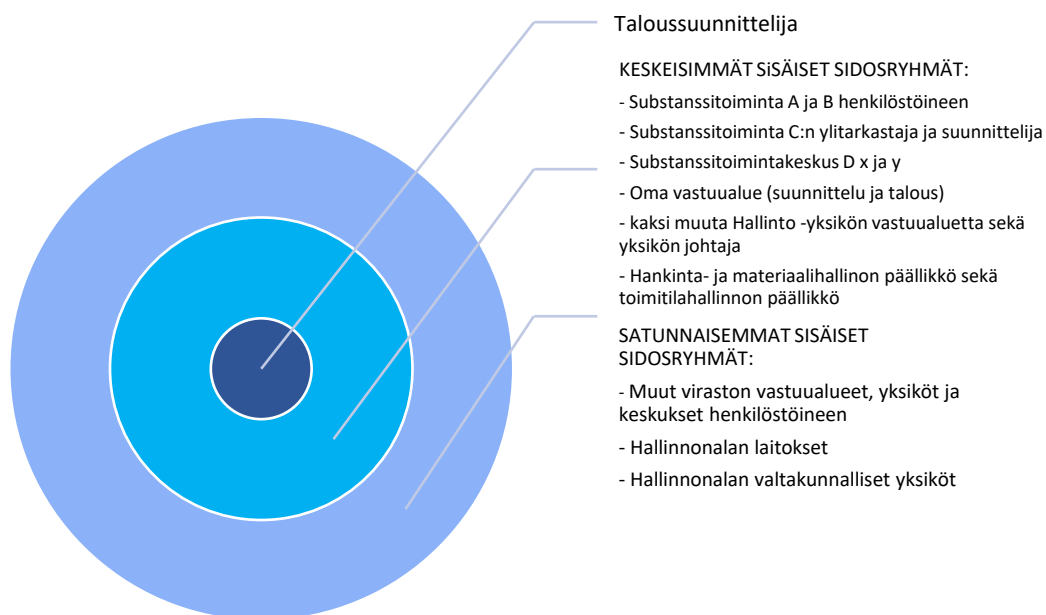 Taloussuunnittelija
KESKEISIMMÄT SiSÄISET SIDOSRYHMÄT:
- Substanssitoiminta A ja B henkilöstöineen
- Substanssitoiminta C:n ylitarkastaja ja suunnittelija
- Substanssitoimintakeskus D x ja y
- Oma vastuualue (suunnittelu ja talous)
- kaksi muuta Hallinto -yksikön vastuualuetta sekä
yksikön johtaja
- Hankinta- ja materiaalihallinon päällikkö sekä
toimitilahallinnon päällikkö
SATUNNAISEMMAT SISÄISET
SIDOSRYHMÄT:
- Muut viraston vastuualueet, yksiköt ja
keskukset henkilöstöineen
- Hallinnonalan laitokset
- Hallinnonalan valtakunnalliset yksiköt